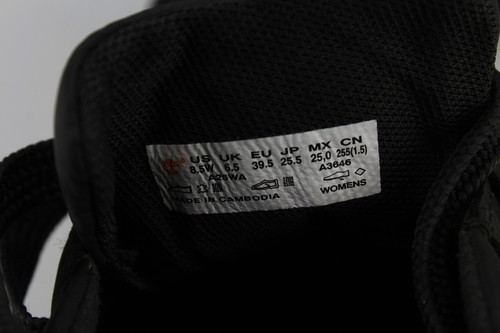 US UK EU JP MX CN
8.5W 6.5 39.5 25.5 25,0 255(1.5)
A26WA A3646
WOMENS
MADE IN CAMBODIA